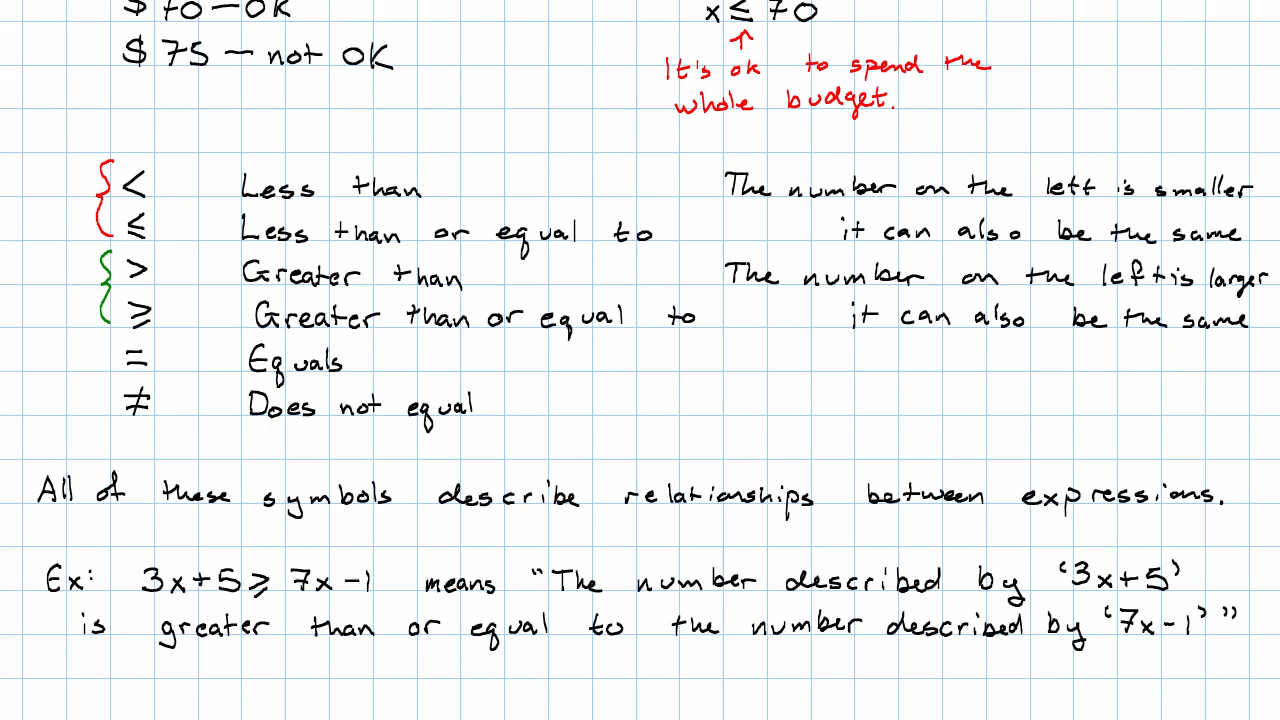 $ 70 — OK
x ≤ 70
$ 75 — not OK
It's ok to spend the
whole budget.
< Less than The number on the left is smaller
≤ Less than or equal to it can also be the same
> Greater than The number on the left is larger
≥ Greater than or equal to it can also be the same
= Equals
≠ Does not equal
All of these symbols describe relationships between expressions.
Ex: 3x+5 ≥ 7x-1 means "The number described by '3x+5'
is greater than or equal to the number described by '7x-1'"